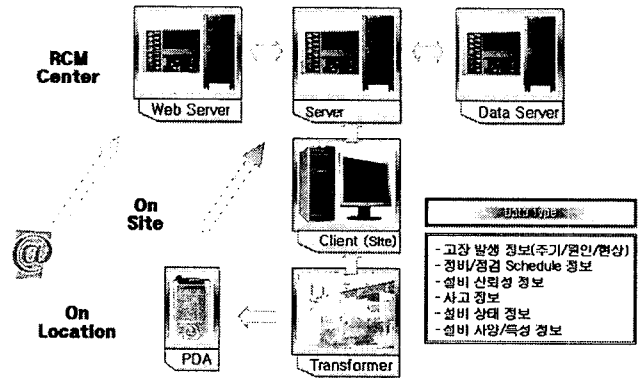 RCM
Center
Web Server
Server
Data Server
On
Site
Client (Site)
@
Data Type
- 고장 발생 정보(주기/원인/현상)
- 정비/점검 Schedule 정보
- 설비 신뢰성 정보
- 사고 정보
- 설비 상태 정보
- 설비 사양/특성 정보
On
Location
PDA
Transformer